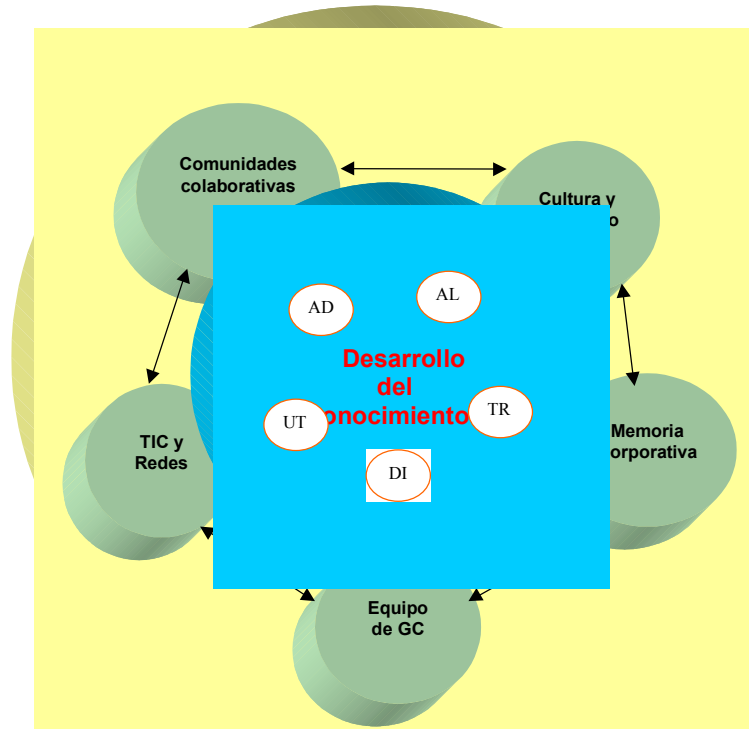 Comunidades
colaborativas
Cultura y
AD
AL
Desarrollo
del
onocimiento
UT
TR
DI
TIC y
Redes
Memoria
orporativa
Equipo
de GC